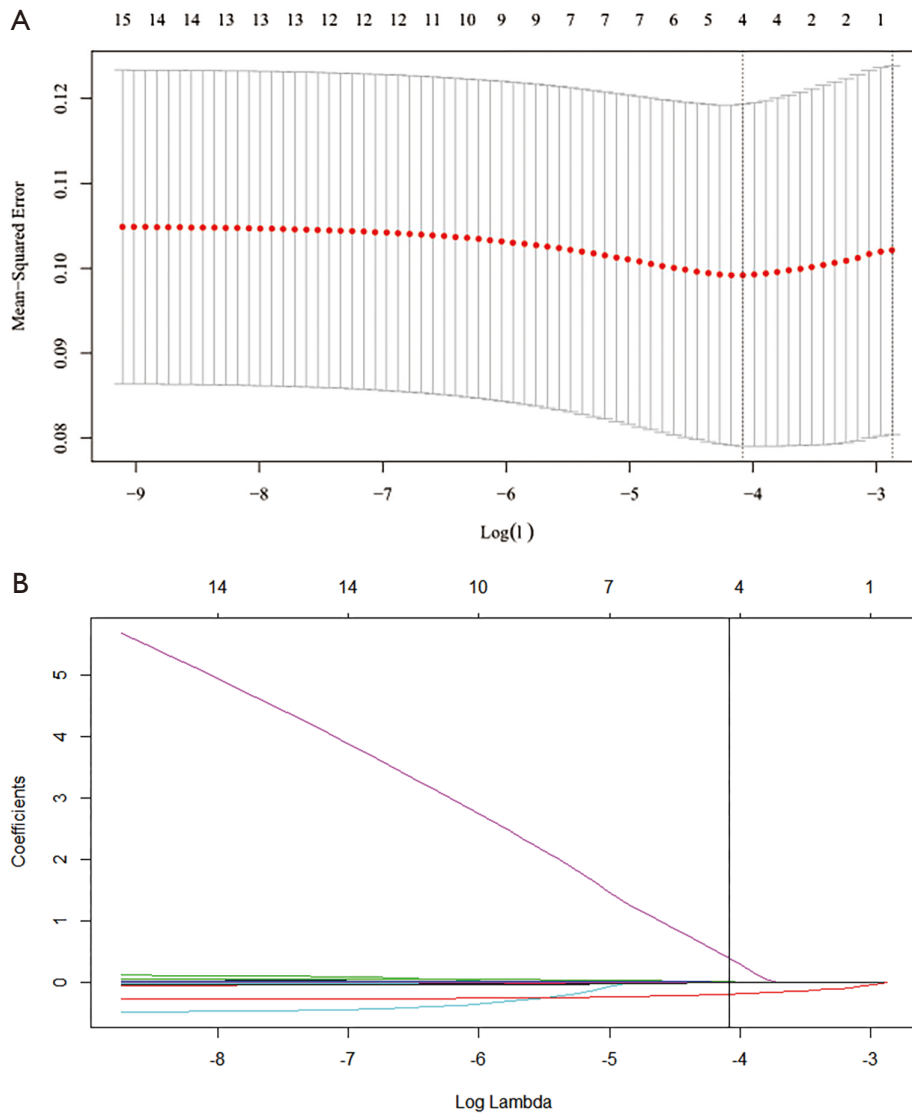 A
15 14 14 13 13 13 12 12 12 11 10 9 9 7 7 7 6 5 4 4 2 2 1
Mean-Squared Error
0.12
0.11
0.10
0.09
0.08
−9 −8 −7 −6 −5 −4 −3
Log(l )
B
14 14 10 7 4 1
Coefficients
5
4
3
2
1
0
-8 -7 -6 -5 -4 -3
Log Lambda